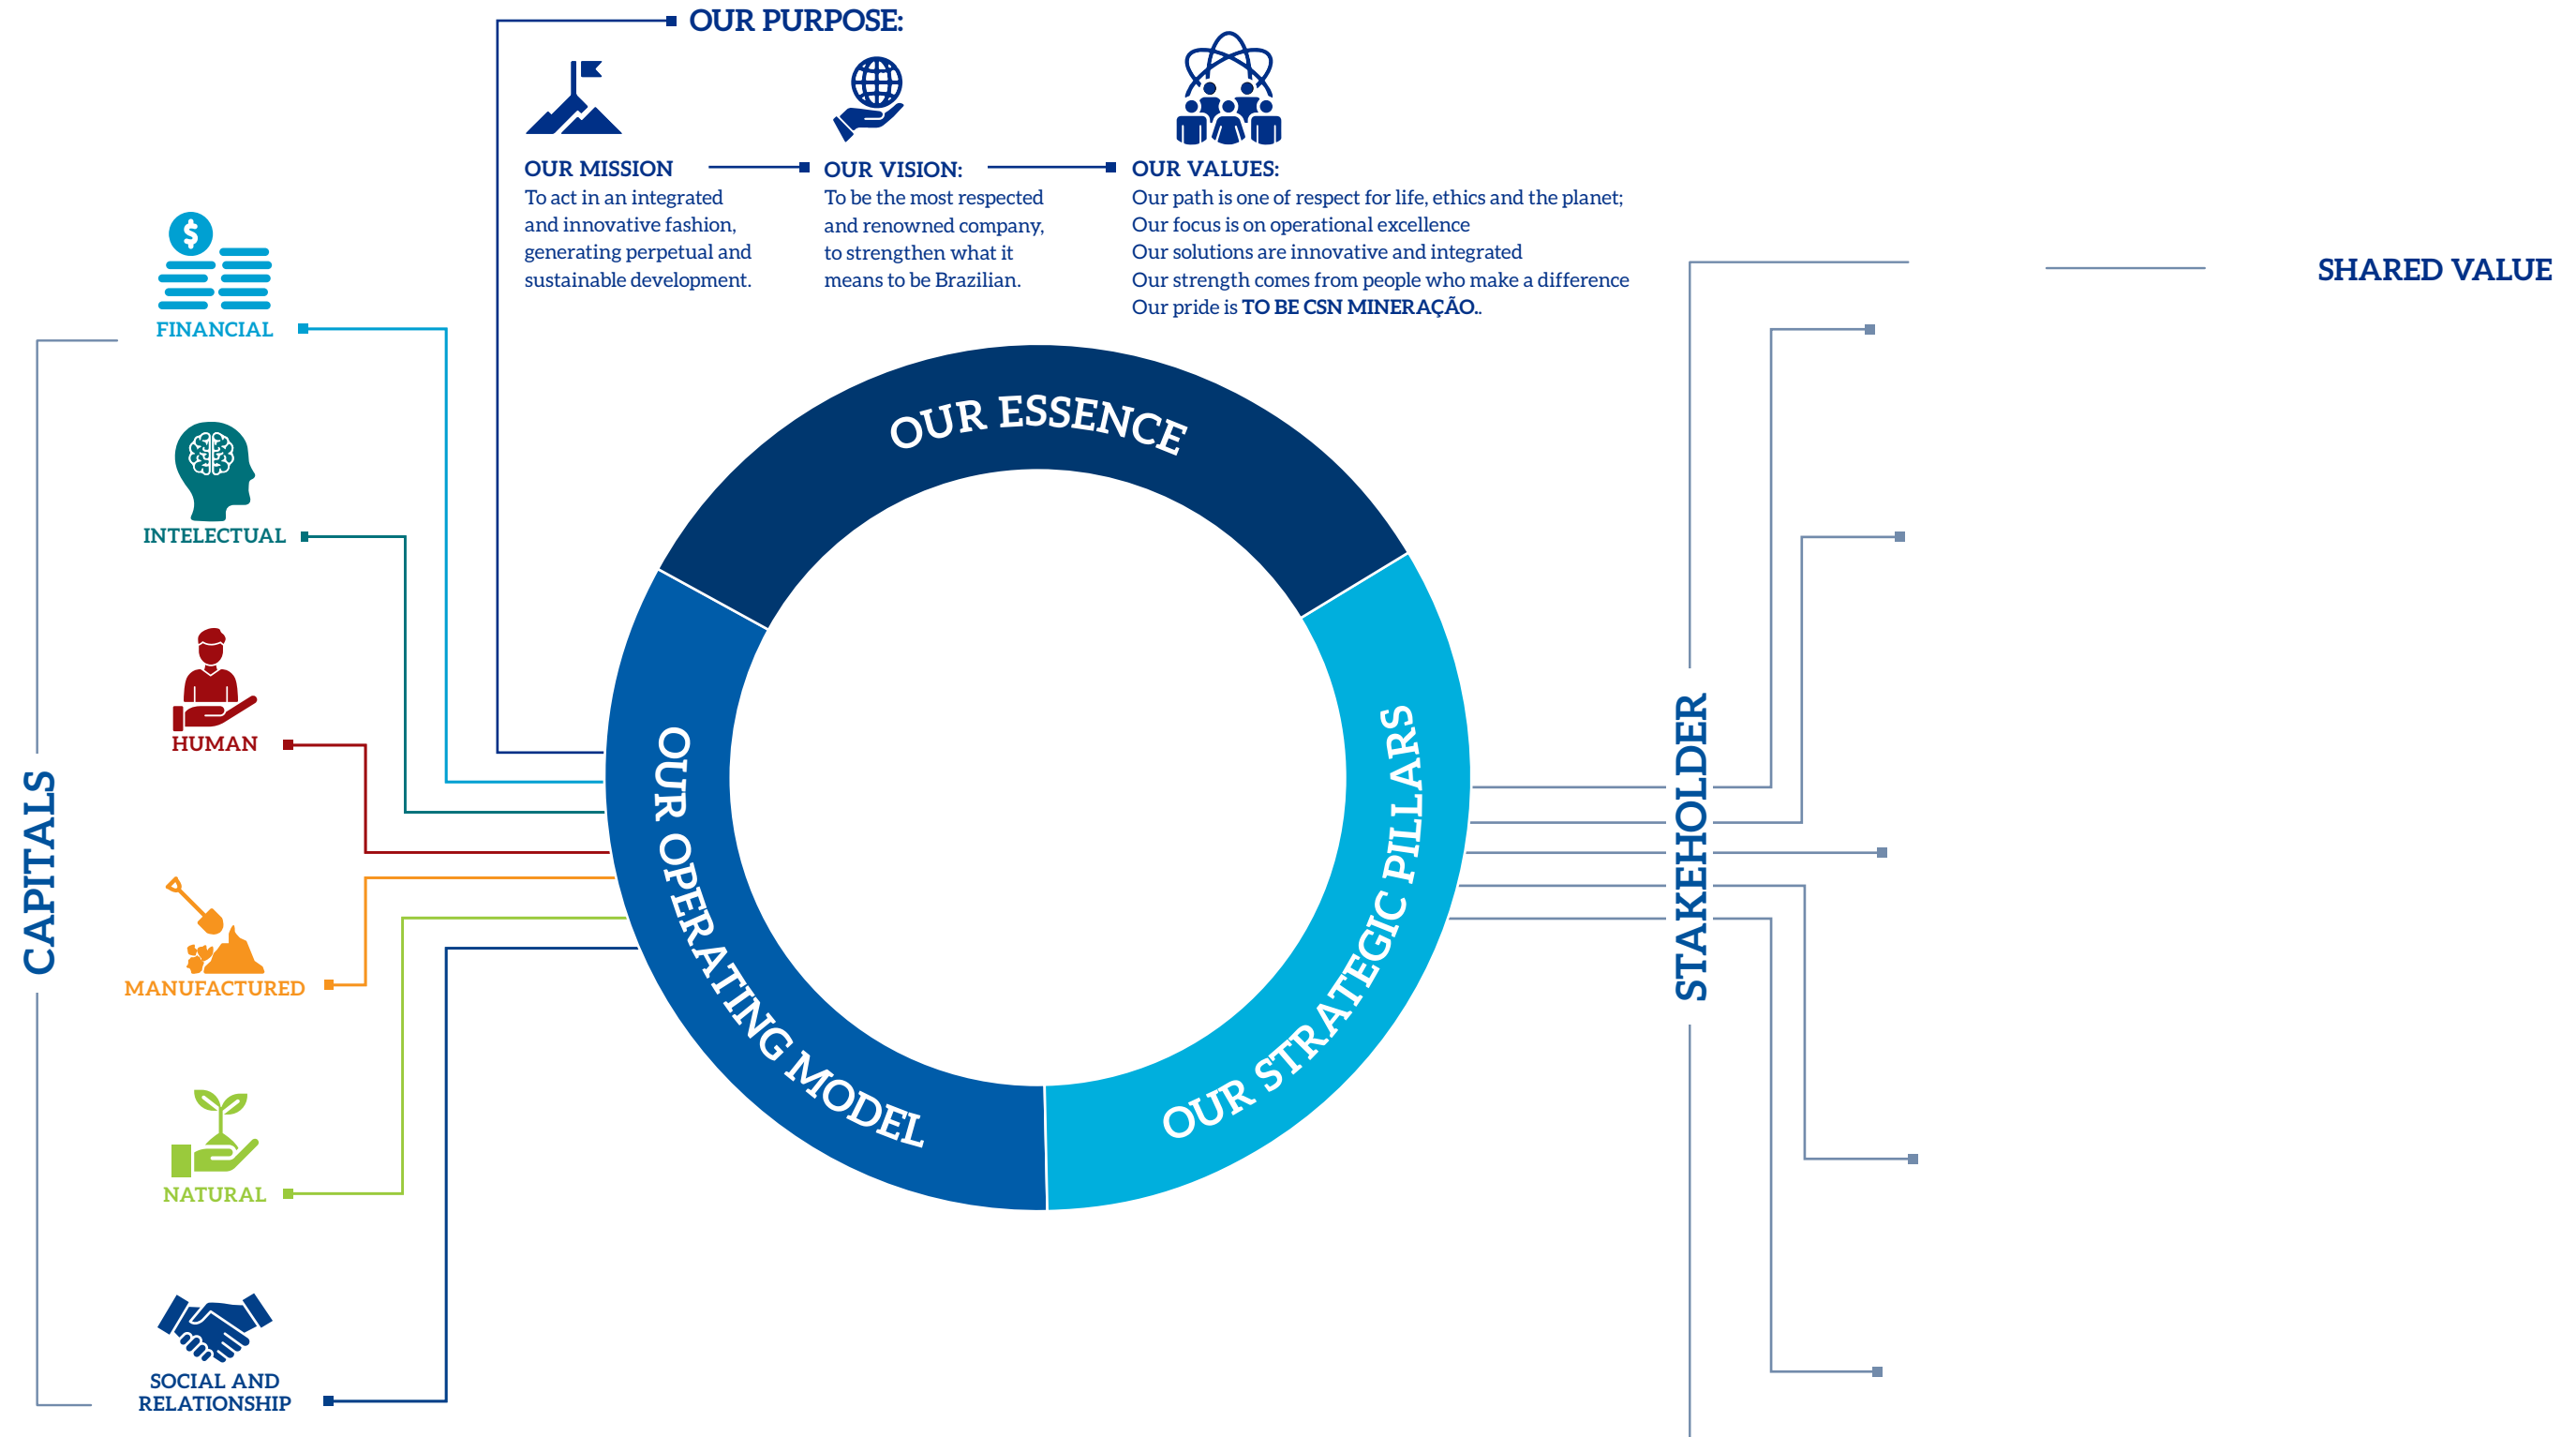 OUR PURPOSE:
OUR MISSION
To act in an integrated
and innovative fashion,
generating perpetual and
sustainable development.
OUR VISION:
To be the most respected
and renowned company,
to strengthen what it
means to be Brazilian.
OUR VALUES:
Our path is one of respect for life, ethics and the planet;
Our focus is on operational excellence
Our solutions are innovative and integrated
Our strength comes from people who make a difference
Our pride is TO BE CSN MINERAÇÃO..
CAPITALS
FINANCIAL
INTELECTUAL
HUMAN
MANUFACTURED
NATURAL
SOCIAL AND
RELATIONSHIP
OUR ESSENCE
OUR OPERATING MODEL
OUR STRATEGIC PILLARS
STAKEHOLDER
SHARED VALUE